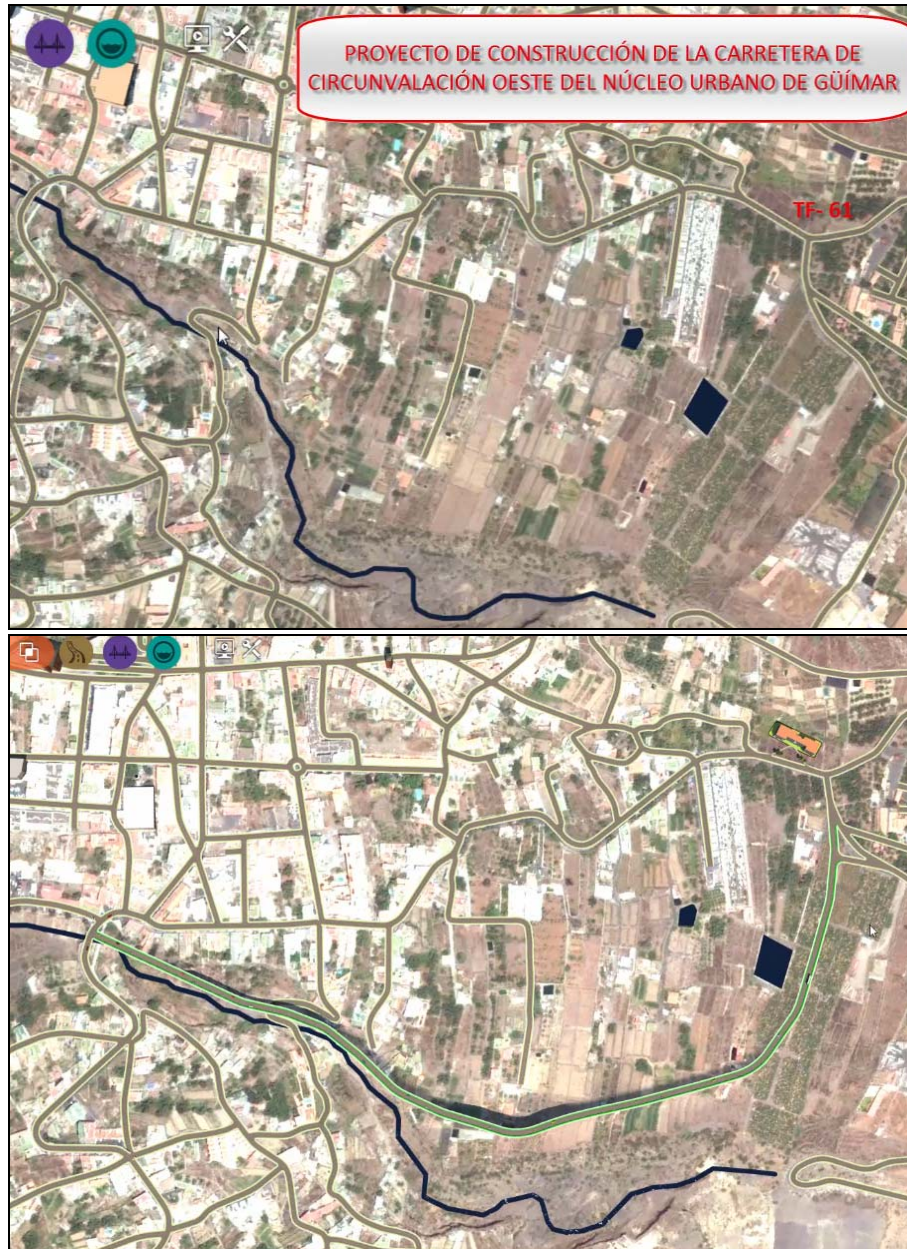 PROYECTO DE CONSTRUCCIÓN DE LA CARRETERA DE
CIRCUNVALACIÓN OESTE DEL NÚCLEO URBANO DE GÜÍMAR
TF- 61